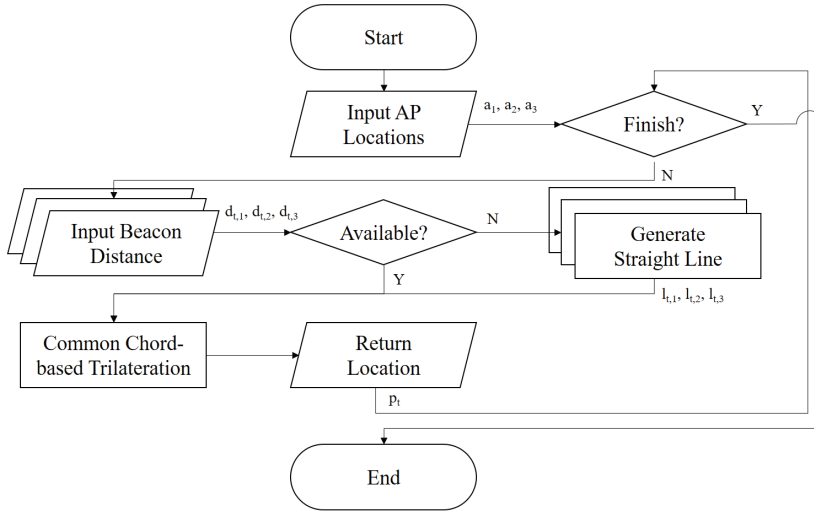 Start
Input AP
Locations
a1, a2, a3
Finish?
Y
N
Input Beacon
Distance
dt,1, dt,2, dt,3
Available?
N
Generate
Straight Line
Y
lt,1, lt,2, lt,3
Common Chord-
based Trilateration
Return
Location
pt
End